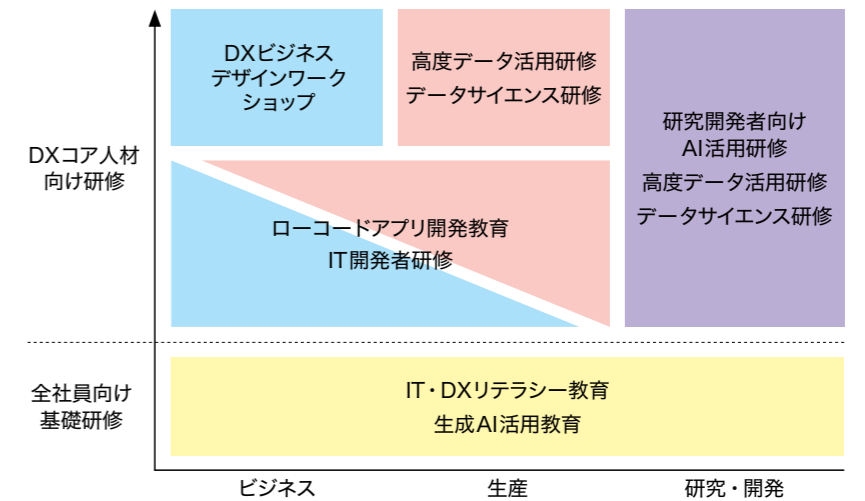 DXビジネス
デザインワーク
ショップ
高度データ活用研修
データサイエンス研修
研究開発者向け
AI活用研修
高度データ活用研修
データサイエンス研修
DXコア人材
向け研修
ローコードアプリ開発教育
IT開発者研修
全社員向け
基礎研修
IT・DXリテラシー教育
生成AI活用教育
ビジネス
生産
研究・開発